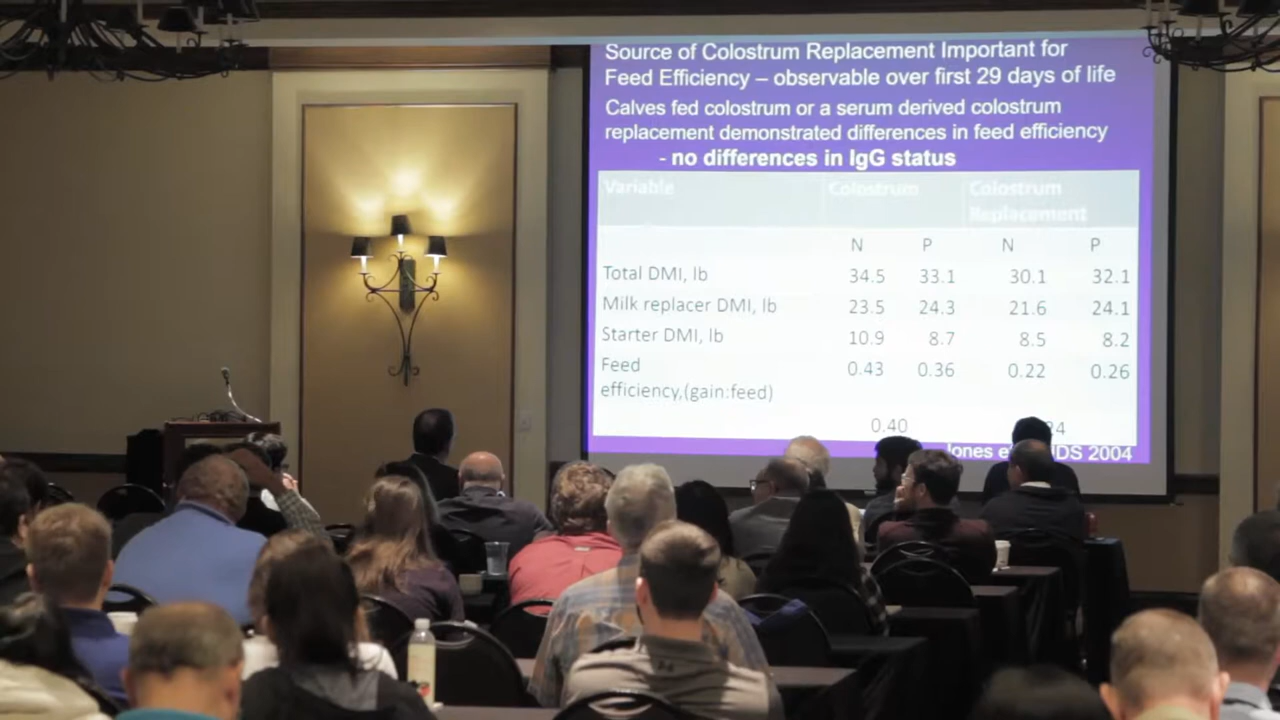 Source of Colostrum Replacement Important for
Feed Efficiency – observable over first 29 days of life
Calves fed colostrum or a serum derived colostrum
replacement demonstrated differences in feed efficiency
- no differences in IgG status
Variable Colostrum Colostrum
Replacement
N P N P
Total DMI, lb 34.5 33.1 30.1 32.1
Milk replacer DMI, lb 23.5 24.3 21.6 24.1
Starter DMI, lb 10.9 8.7 8.5 8.2
Feed 0.43 0.36 0.22 0.26
efficiency,(gain:feed)
0.40
Jones 2004